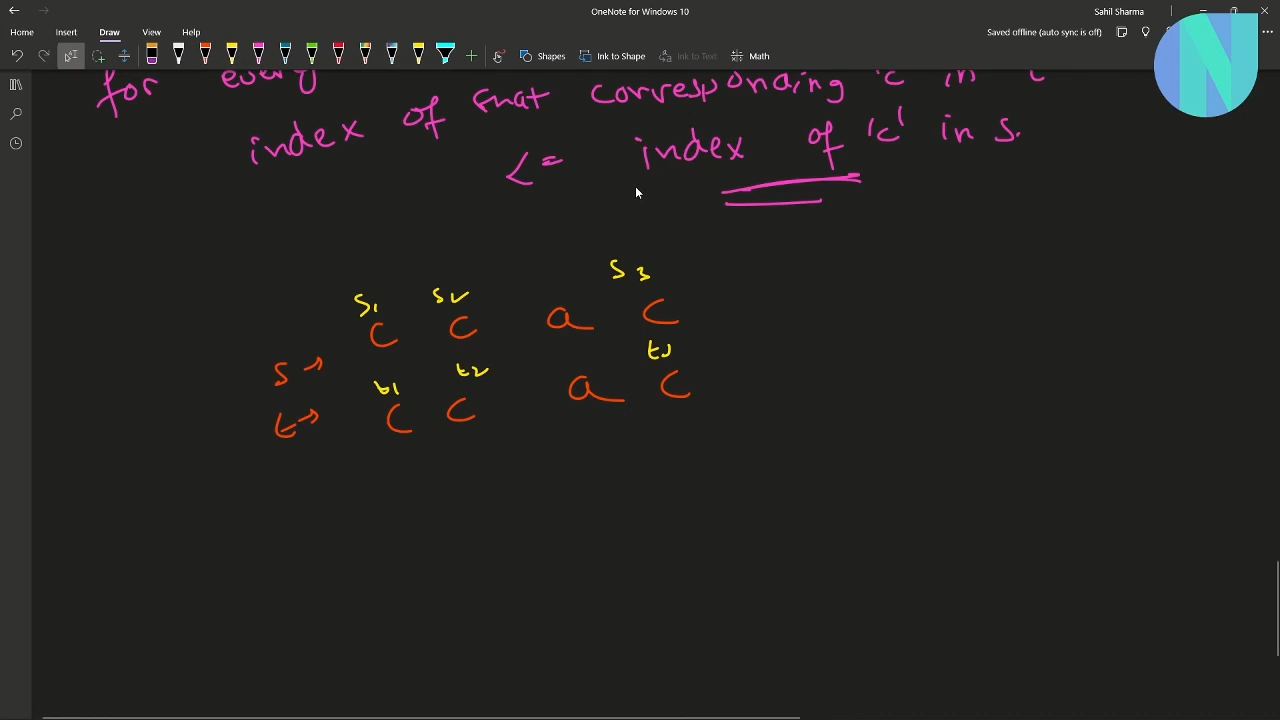 OneNote for Windows 10
Sahil Sharma
Home Insert Draw View Help
Saved offline (auto sync is off)
Shapes Ink to Shape Ink to Text Math
for every
index of that corresponding 'c' in t
<= index of 'c' in s.
s1 s2 s3
s → c c a c
t1 t2 t3
t → c c a c